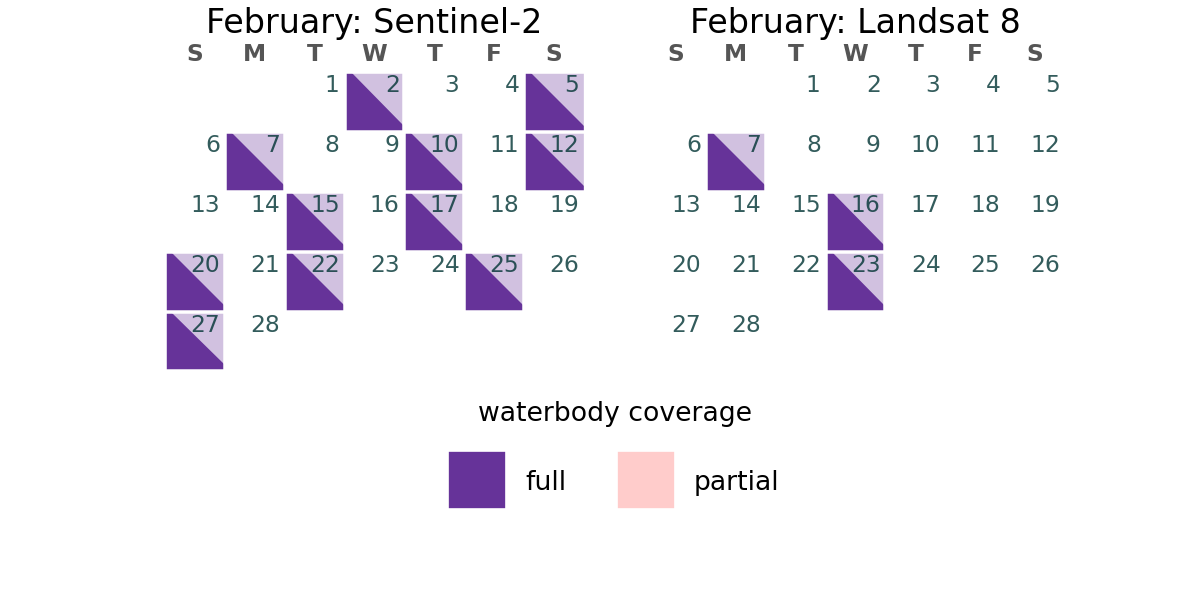 February: Sentinel-2
S M T W T F S
1 2 3 4 5
6 7 8 9 10 11 12
13 14 15 16 17 18 19
20 21 22 23 24 25 26
27 28
February: Landsat 8
S M T W T F S
1 2 3 4 5
6 7 8 9 10 11 12
13 14 15 16 17 18 19
20 21 22 23 24 25 26
27 28
waterbody coverage
full partial